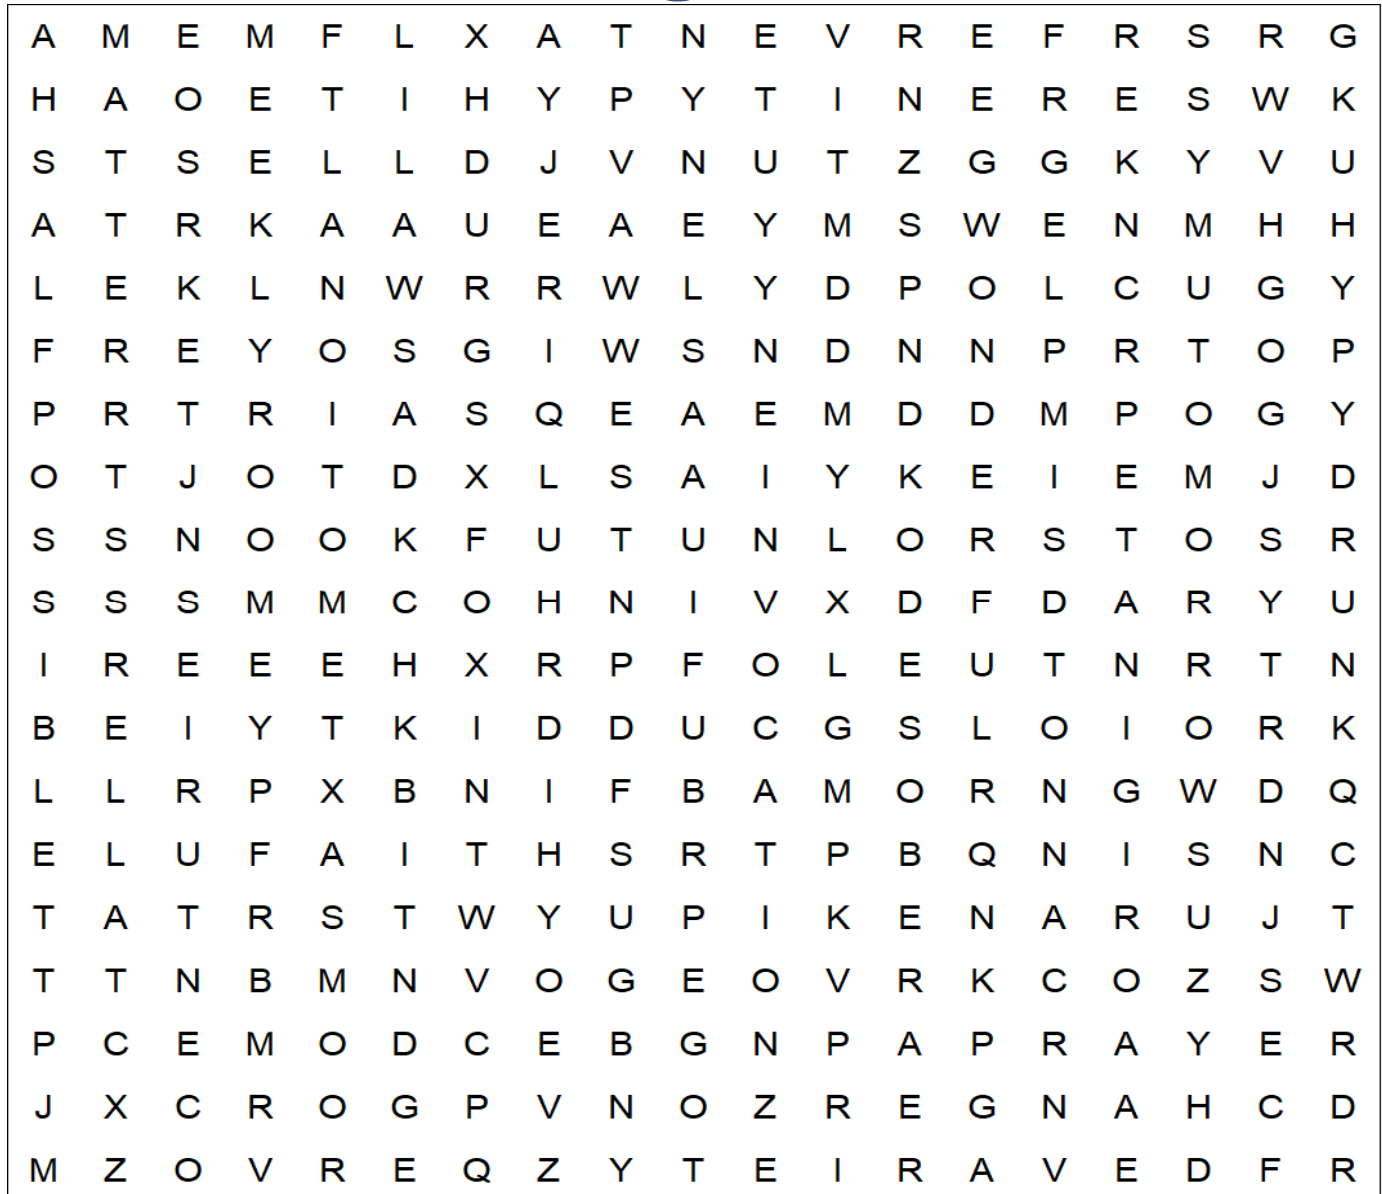 A M E M F L X A T N E V R E F R S R G
H A O E T I H Y P Y T I N E R E S W K
S T S E L L D J V N U T Z G G K Y V U
A T R K A A U E A E Y M S W E N M H H
L E K L N W R R W L Y D P O L C U G Y
F R E Y O S G I W S N D N N P R T O P
P R T R I A S Q E A E M D D M P O G Y
O T J O T D X L S A I Y K E I E M J D
S S N O O K F U T U N L O R S T O S R
S S S M M C O H N I V X D F D A R Y U
I R E E E H X R P F O L E U T N R T N
B E I Y T K I D D U C G S L O I O R K
L L R P X B N I F B A M O R N G W D Q
E L U F A I T H S R T P B Q N I S N C
T A T R S T W Y U P I K E N A R U J T
T T N B M N V O G E O V R K C O Z S W
P C E M O D C E B G N P A P R A Y E R
J X C R O G P V N O Z R E G N A H C D
M Z O V R E Q Z Y T E I R A V E D F R